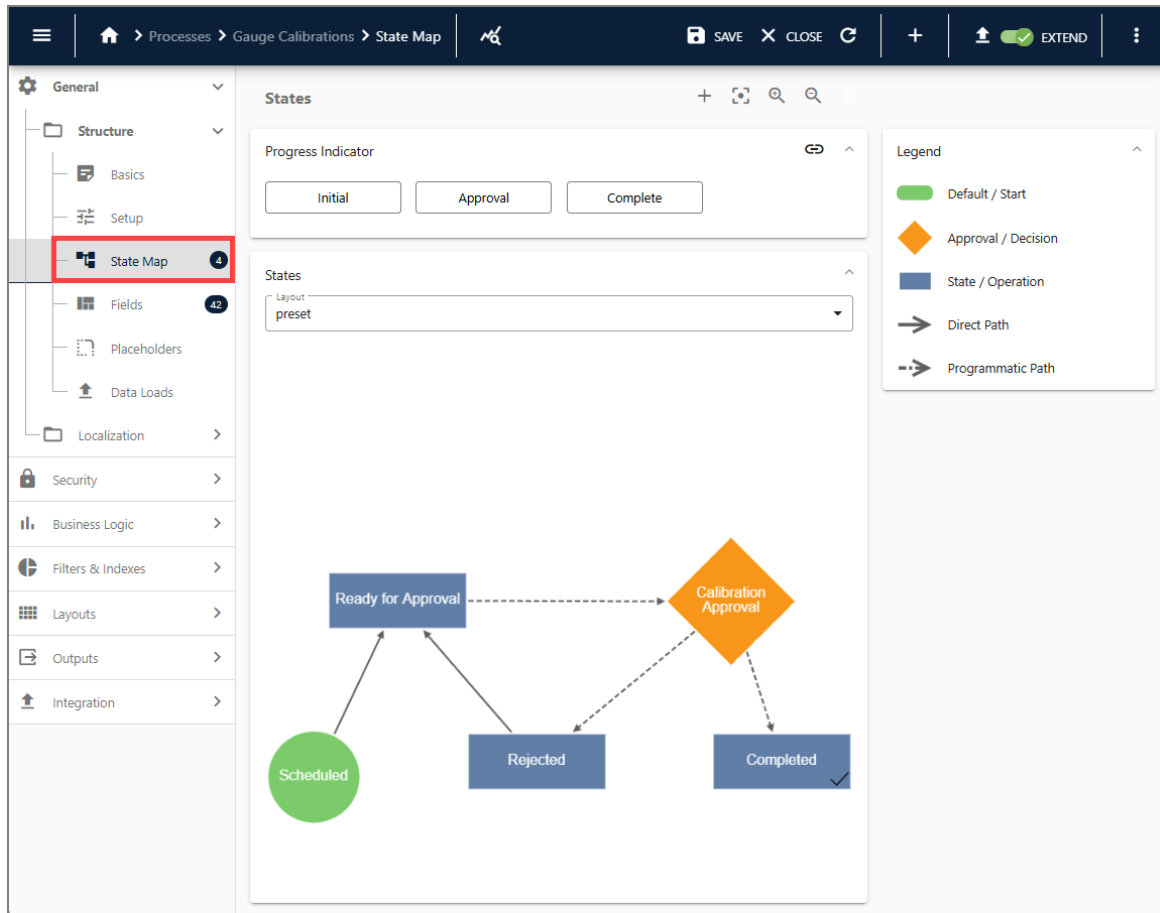 Processes > Gauge Calibrations > State Map
SAVE
CLOSE
EXTEND
General
Structure
Basics
Setup
State Map
4
Fields
42
Placeholders
Data Loads
Localization
Security
Business Logic
Filters & Indexes
Layouts
Outputs
Integration
States
Progress Indicator
Initial
Approval
Complete
States
Layout
preset
Ready for Approval
Calibration
Approval
Scheduled
Rejected
Completed
Legend
Default / Start
Approval / Decision
State / Operation
Direct Path
Programmatic Path